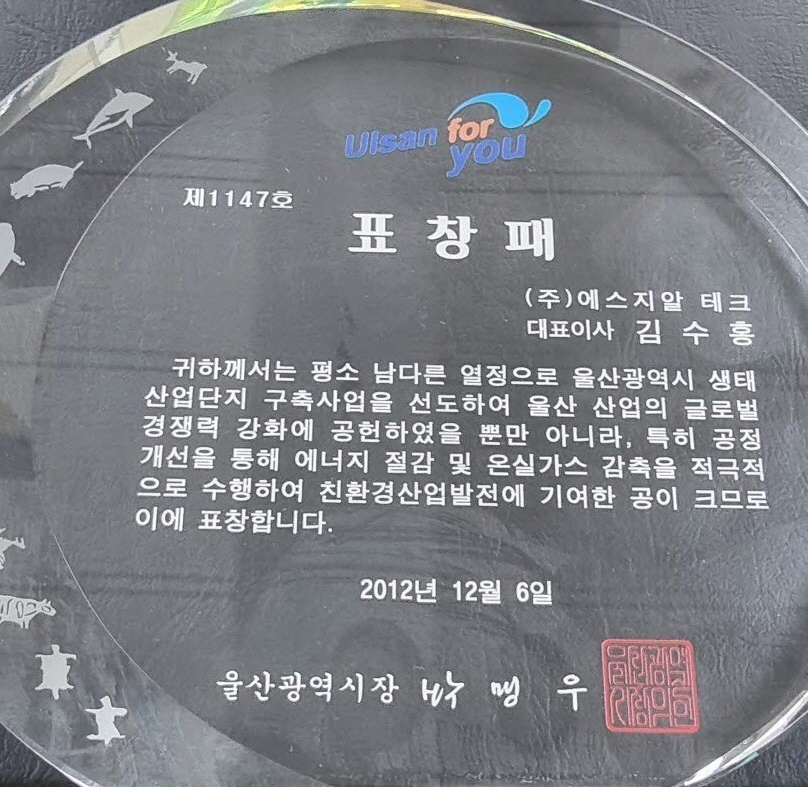 Ulsan for you
제1147호
표창패
(주)에스지알 테크
대표이사 김수홍
귀하께서는 평소 남다른 열정으로 울산광역시 생태
산업단지 구축사업을 선도하여 울산 산업의 글로벌
경쟁력 강화에 공헌하였을 뿐만 아니라, 특히 공정
개선을 통해 에너지 절감 및 온실가스 감축을 적극적
으로 수행하여 친환경산업발전에 기여한 공이 크므로
이에 표창합니다.
2012년 12월 6일
울산광역시장 박맹우